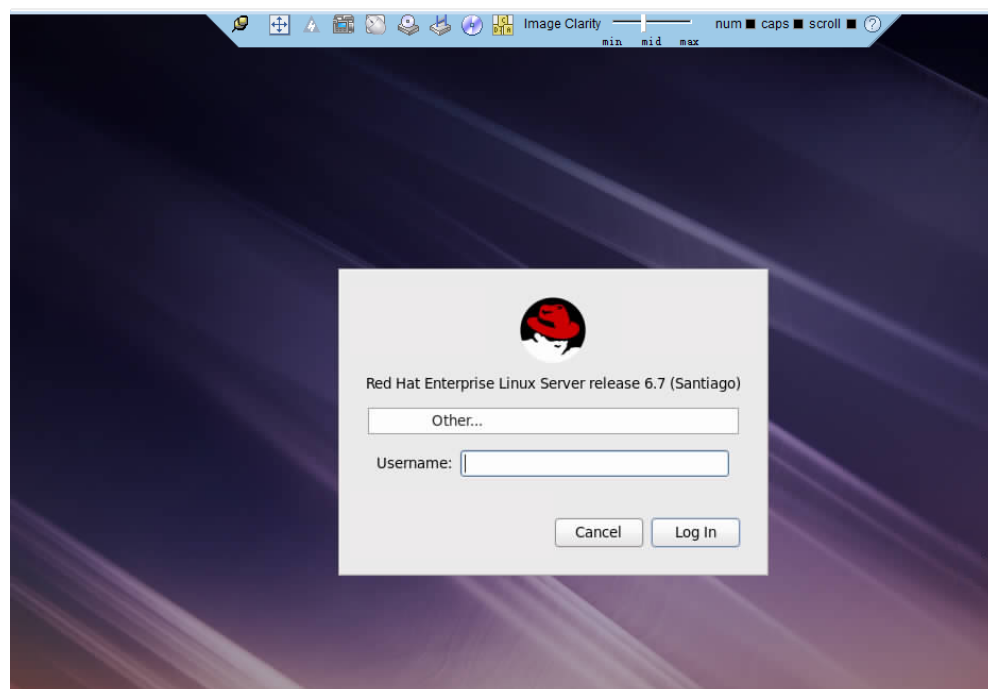 Image Clarity num caps scroll ?
min mid max
Red Hat Enterprise Linux Server release 6.7 (Santiago)
Other...
Username:
Cancel Log In